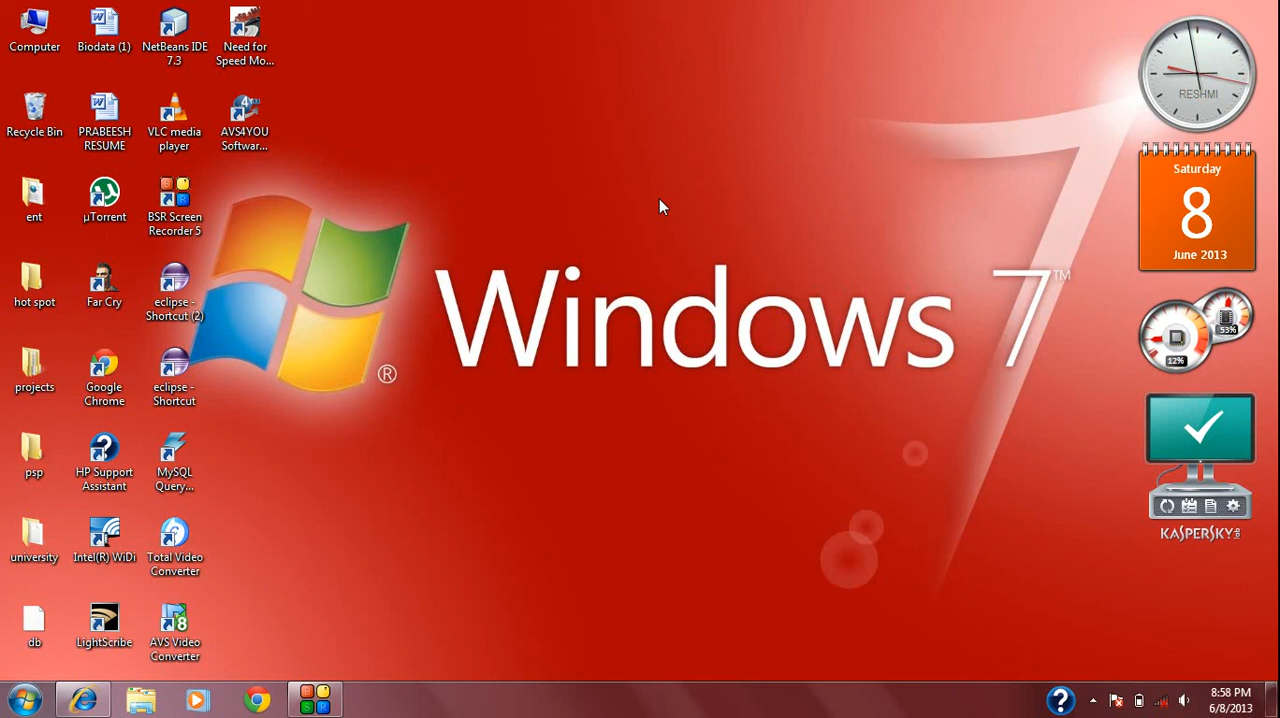 Computer
Biodata (1)
NetBeans IDE
7.3
Need for
Speed Mo...
Recycle Bin
PRABEESH
RESUME
VLC media
player
AVS4YOU
Softwar...
ent
µTorrent
BSR Screen
Recorder 5
hot spot
Far Cry
eclipse -
Shortcut (2)
projects
Google
Chrome
eclipse -
Shortcut
psp
HP Support
Assistant
MySQL
Query...
university
Intel(R) WiDi
Total Video
Converter
db
LightScribe
AVS Video
Converter
Windows 7™
®
RESHMI
Saturday
8
June 2013
53%
12%
KASPERSKY
8:58 PM
6/8/2013